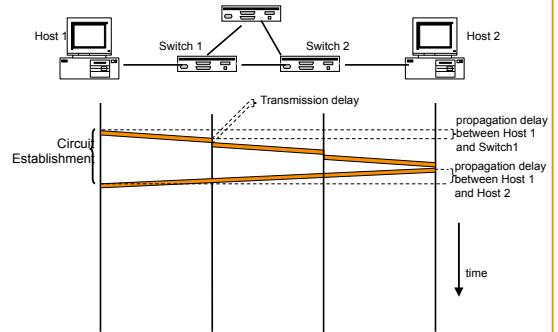 Host 1
Switch 1
Switch 2
Host 2
Transmission delay
propagation delay
between Host 1
and Switch1
Circuit
Establishment
propagation delay
between Host 1
and Host 2
time